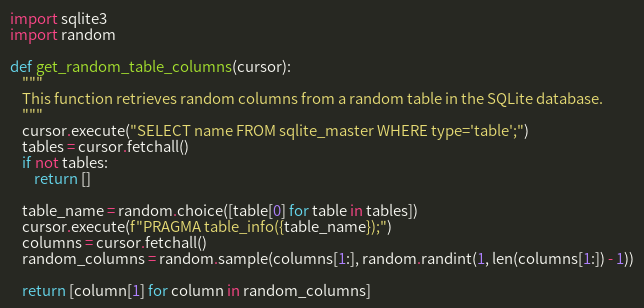 import sqlite3
import random
def get_random_table_columns(cursor):
"""
This function retrieves random columns from a random table in the SQLite database.
"""
cursor.execute("SELECT name FROM sqlite_master WHERE type='table';")
tables = cursor.fetchall()
if not tables:
return []
table_name = random.choice([table[0] for table in tables])
cursor.execute(f"PRAGMA table_info({table_name});")
columns = cursor.fetchall()
random_columns = random.sample(columns[1:], random.randint(1, len(columns[1:]) - 1))
return [column[1] for column in random_columns]